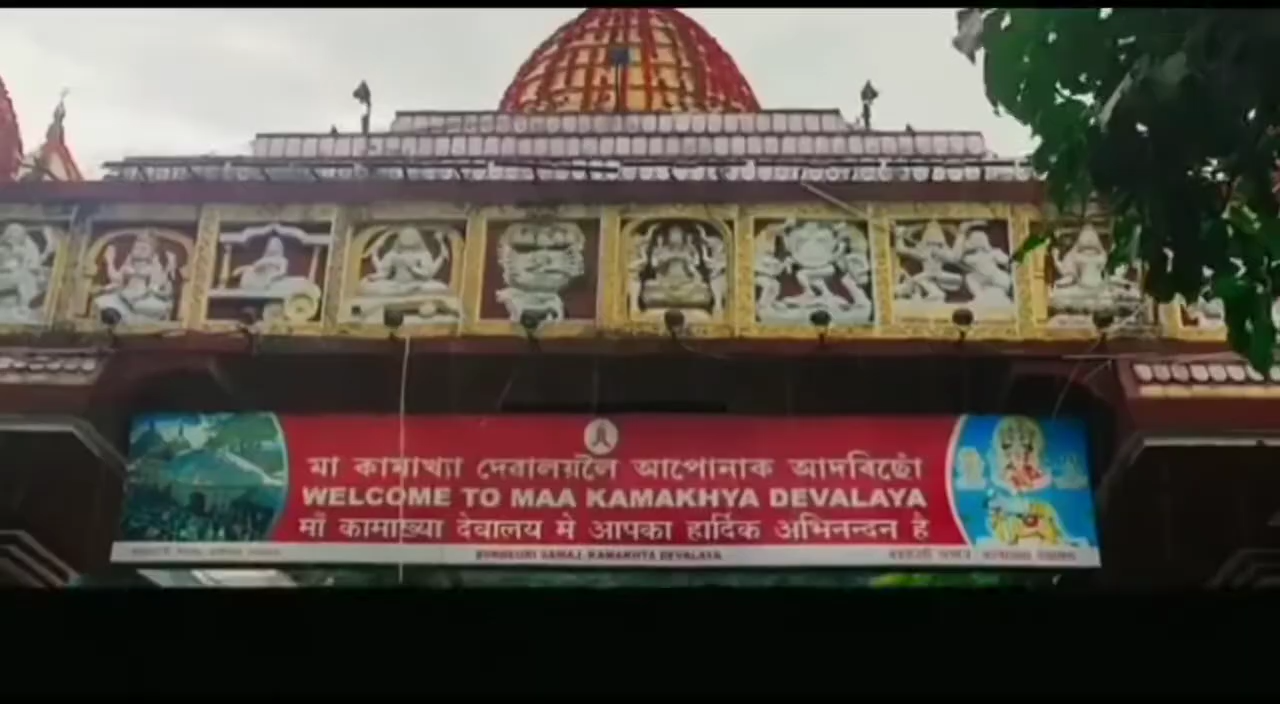 মা কামাখ্যা দেৱালয়লৈ আপোনাক আদৰিছোঁ
WELCOME TO MAA KAMAKHYA DEVALAYA
माँ कामाख्या देवालय मे आपका हार्दिक अभिनन्दन है
BORDEURI SAMAJ, KAMAKHYA DEVALAYA